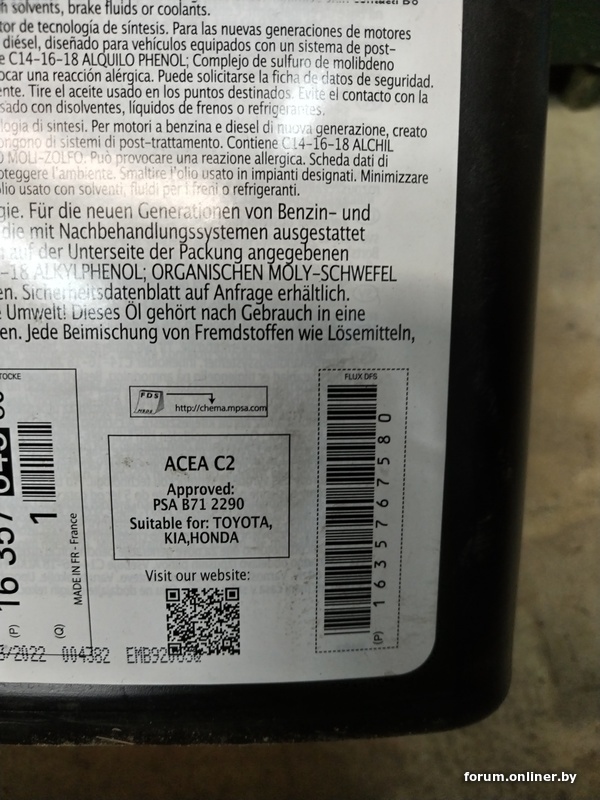 h solvents, brake fluids or coolants.
tor de tecnología de síntesis. Para las nuevas generaciones de motores
diésel, diseñado para vehículos equipados con un sistema de post-
e C14-16-18 ALQUILO PHENOL; Complejo de sulfuro de molibdeno
ocar una reacción alérgica. Puede solicitarse la ficha de datos de seguridad.
ente. Tire el aceite usado en los puntos destinados. Evite el contacto con la
sado con disolventes, líquidos de frenos o refrigerantes.
logia di sintesi. Per motori a benzina e diesel di nuova generazione, creato
ongono di sistemi di post-trattamento. Contiene C14-16-18 ALCHIL
O MOLI-ZOLFO. Può provocare una reazione allergica. Scheda dati di
oteggere l'ambiente. Smaltire l'olio usato in impianti designati. Minimizzare
olio usato con solventi, fluidi per i freni o refrigeranti.
gie. Für die neuen Generationen von Benzin- und
die mit Nachbehandlungssystemen ausgestattet
n auf der Unterseite der Packung angegebenen
-18 ALKYLPHENOL; ORGANISCHEN MOLY-SCHWEFEL
en. Sicherheitsdatenblatt auf Anfrage erhältlich.
e Umwelt! Dieses Öl gehört nach Gebrauch in eine
en. Jede Beimischung von Fremdstoffen wie Lösemitteln,
TOCKE
(P) 16 357
(Q) 1
MADE IN FR - France
FDS
http://chema.mpsa.com
ACEA C2
Approved:
PSA B71 2290
Suitable for: TOYOTA,
KIA,HONDA
Visit our website:
FLUX DFS
(P) 1635767580
/2022 004382
forum.onliner.by